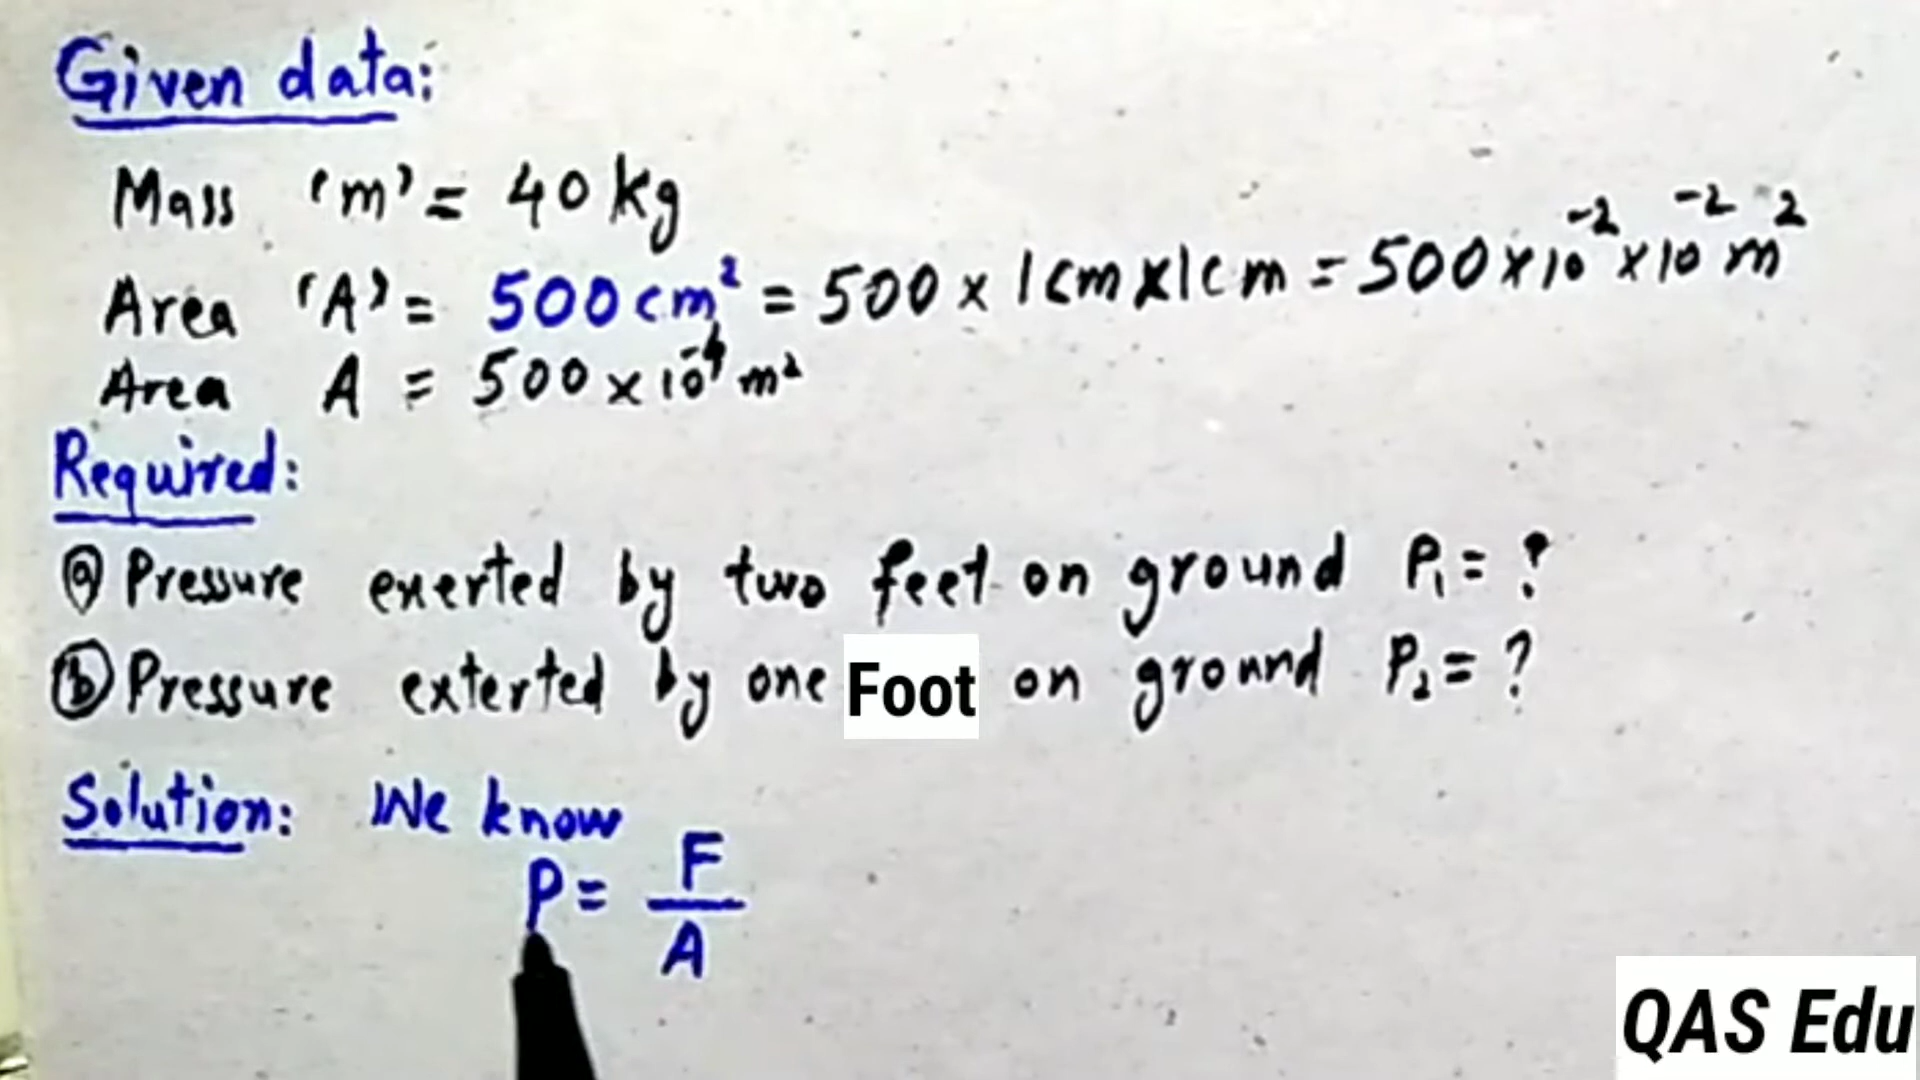 Given data:
Mass 'm' = 40 kg
Area 'A' = 500 cm² = 500 × 1cm × 1cm = 500 × 10⁻² × 10⁻² m²
Area A = 500 × 10⁻⁴ m²
Required:
ⓐ Pressure exerted by two feet on ground P₁ = ?
ⓑ Pressure exterted by one Foot on ground P₂ = ?
Solution: We know
P = F/A
QAS Edu